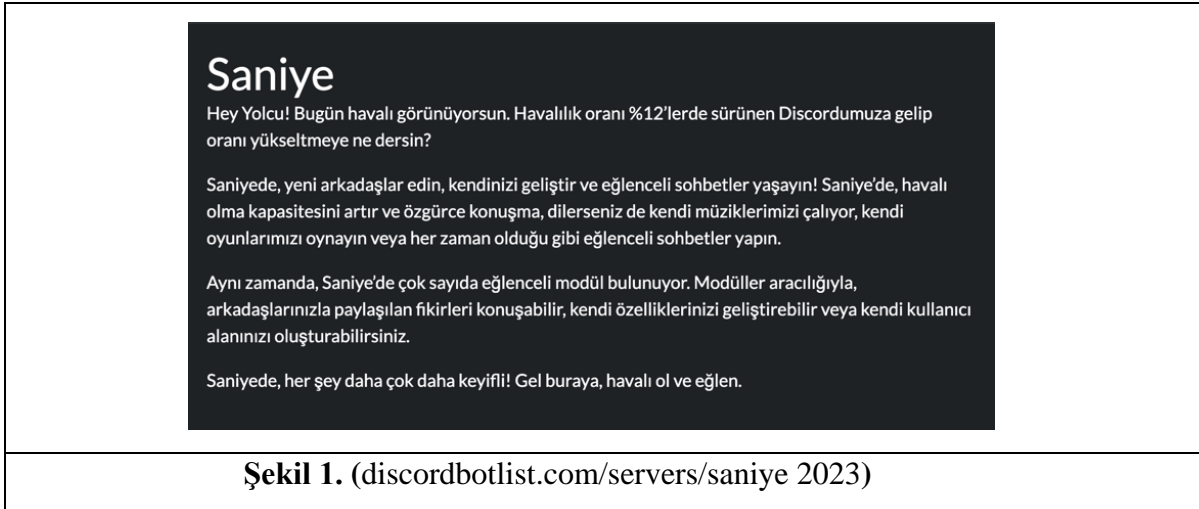 Saniye
Hey Yolcu! Bugün havalı görünüyorsun. Havalılık oranı %12’lerde sürünen Discordumuza gelip
oranı yükseltmeye ne dersin?
Saniyede, yeni arkadaşlar edin, kendinizi geliştir ve eğlenceli sohbetler yaşayın! Saniye’de, havalı
olma kapasitesini artır ve özgürce konuşma, dilerseniz de kendi müziklerimizi çalıyor, kendi
oyunlarımızı oynayın veya her zaman olduğu gibi eğlenceli sohbetler yapın.
Aynı zamanda, Saniye’de çok sayıda eğlenceli modül bulunuyor. Modüller aracılığıyla,
arkadaşlarınızla paylaşılan fikirleri konuşabilir, kendi özelliklerinizi geliştirebilir veya kendi kullanıcı
alanınızı oluşturabilirsiniz.
Saniyede, her şey daha çok daha keyifli! Gel buraya, havalı ol ve eğlen.
Şekil 1. (discordbotlist.com/servers/saniye 2023)